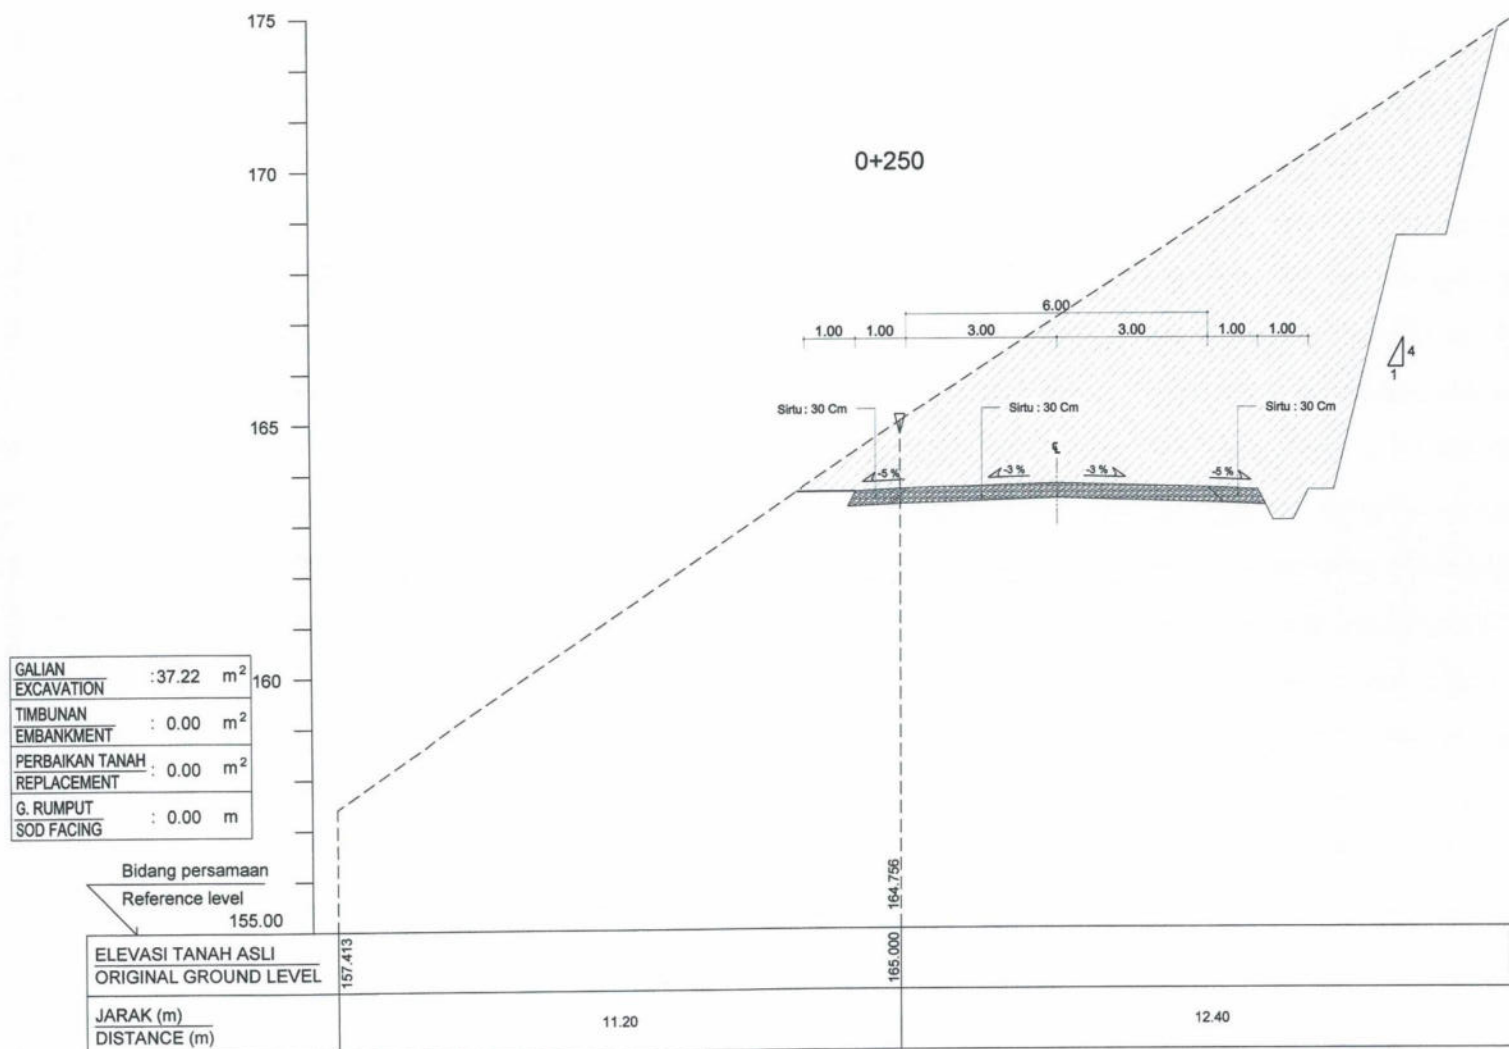 175
0+250
170
6.00
1.00 1.00 3.00 3.00 1.00 1.00
4
1
Sirtu : 30 Cm Sirtu : 30 Cm Sirtu : 30 Cm
165
-5 % -3 % -3 % -5 %
GALIAN
EXCAVATION
: 37.22 m²
160
TIMBUNAN
EMBANKMENT
: 0.00 m²
PERBAIKAN TANAH
REPLACEMENT
: 0.00 m²
G. RUMPUT
SOD FACING
: 0.00 m
Bidang persamaan
Reference level
155.00
164.756
ELEVASI TANAH ASLI
ORIGINAL GROUND LEVEL
157.413
165.000
JARAK (m)
DISTANCE (m)
11.20
12.40